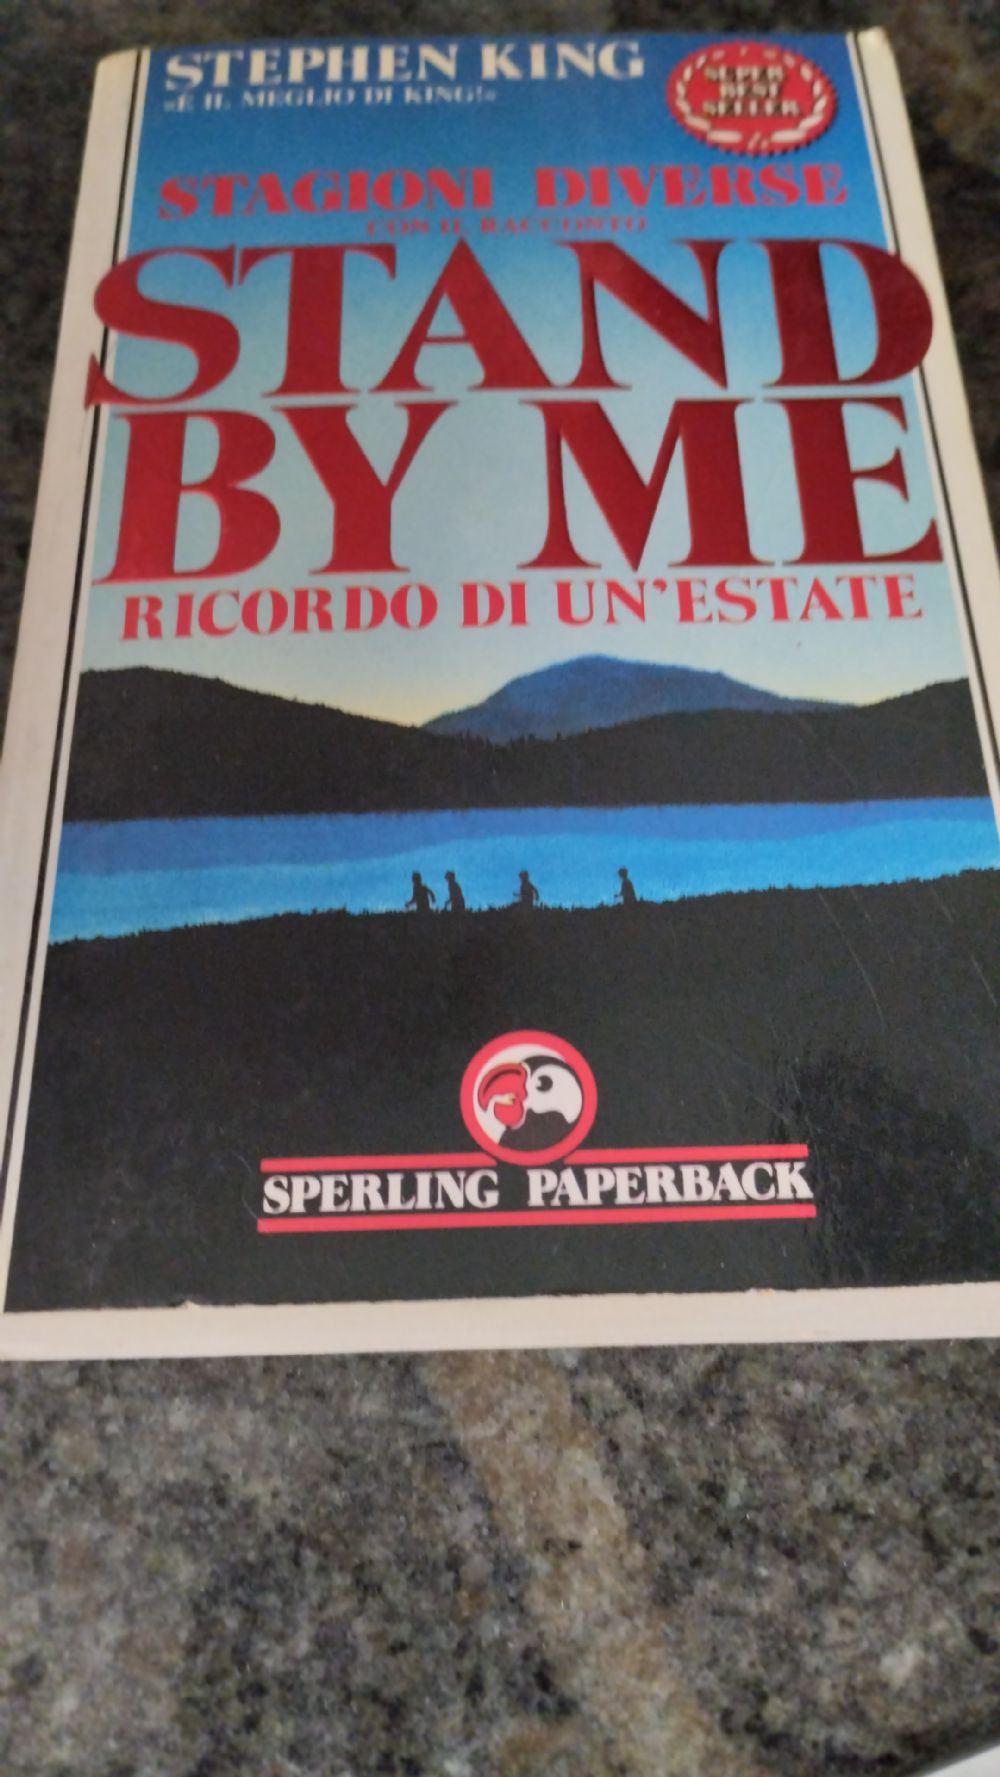 STEPHEN KING
«È IL MEGLIO DI KING!»
SUPER
BEST
SELLER
STAGIONI DIVERSE
CON IL RACCONTO
STAND
BY ME
RICORDO DI UN'ESTATE
SPERLING PAPERBACK